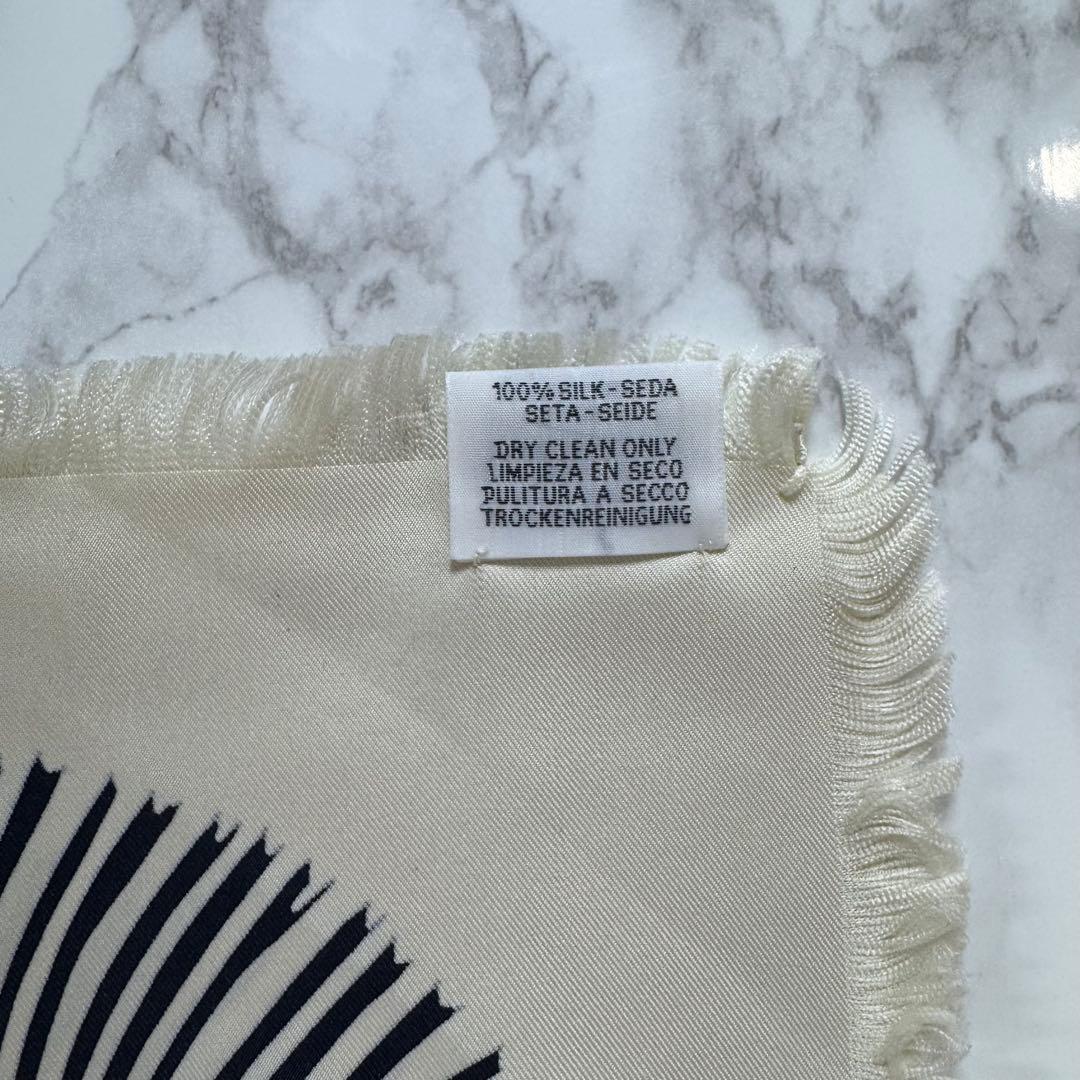 100% SILK-SEDA
SETA-SEIDE
DRY CLEAN ONLY
LIMPIEZA EN SECO
PULITURA A SECCO
TROCKENREINIGUNG